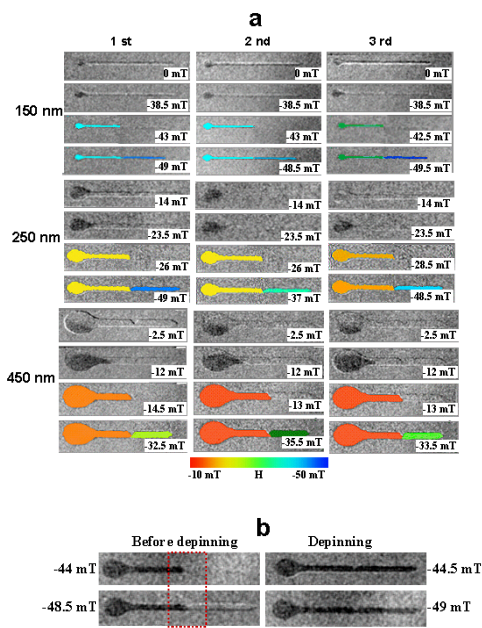 a
1 st 2 nd 3 rd
150 nm
0 mT 0 mT 0 mT
-38.5 mT -38.5 mT -38.5 mT
-43 mT -43 mT -42.5 mT
-49 mT -48.5 mT -49.5 mT
250 nm
-14 mT -14 mT -14 mT
-23.5 mT -23.5 mT -23.5 mT
-26 mT -26 mT -28.5 mT
-49 mT -37 mT -48.5 mT
450 nm
-2.5 mT -2.5 mT -2.5 mT
-12 mT -12 mT -12 mT
-14.5 mT -13 mT -13 mT
-32.5 mT -35.5 mT -33.5 mT
-10 mT H -50 mT
b
Before depinning Depinning
-44 mT -44.5 mT
-48.5 mT -49 mT